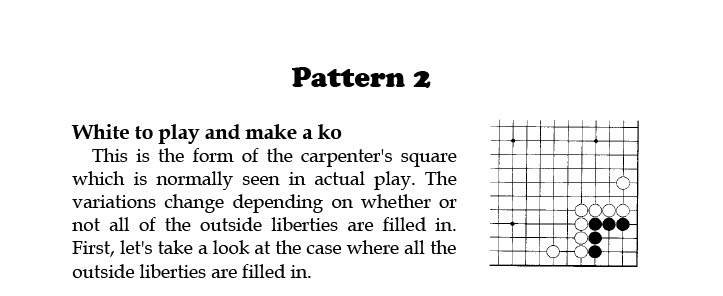 Pattern 2
White to play and make a ko
This is the form of the carpenter's square
which is normally seen in actual play. The
variations change depending on whether or
not all of the outside liberties are filled in.
First, let's take a look at the case where all the
outside liberties are filled in.